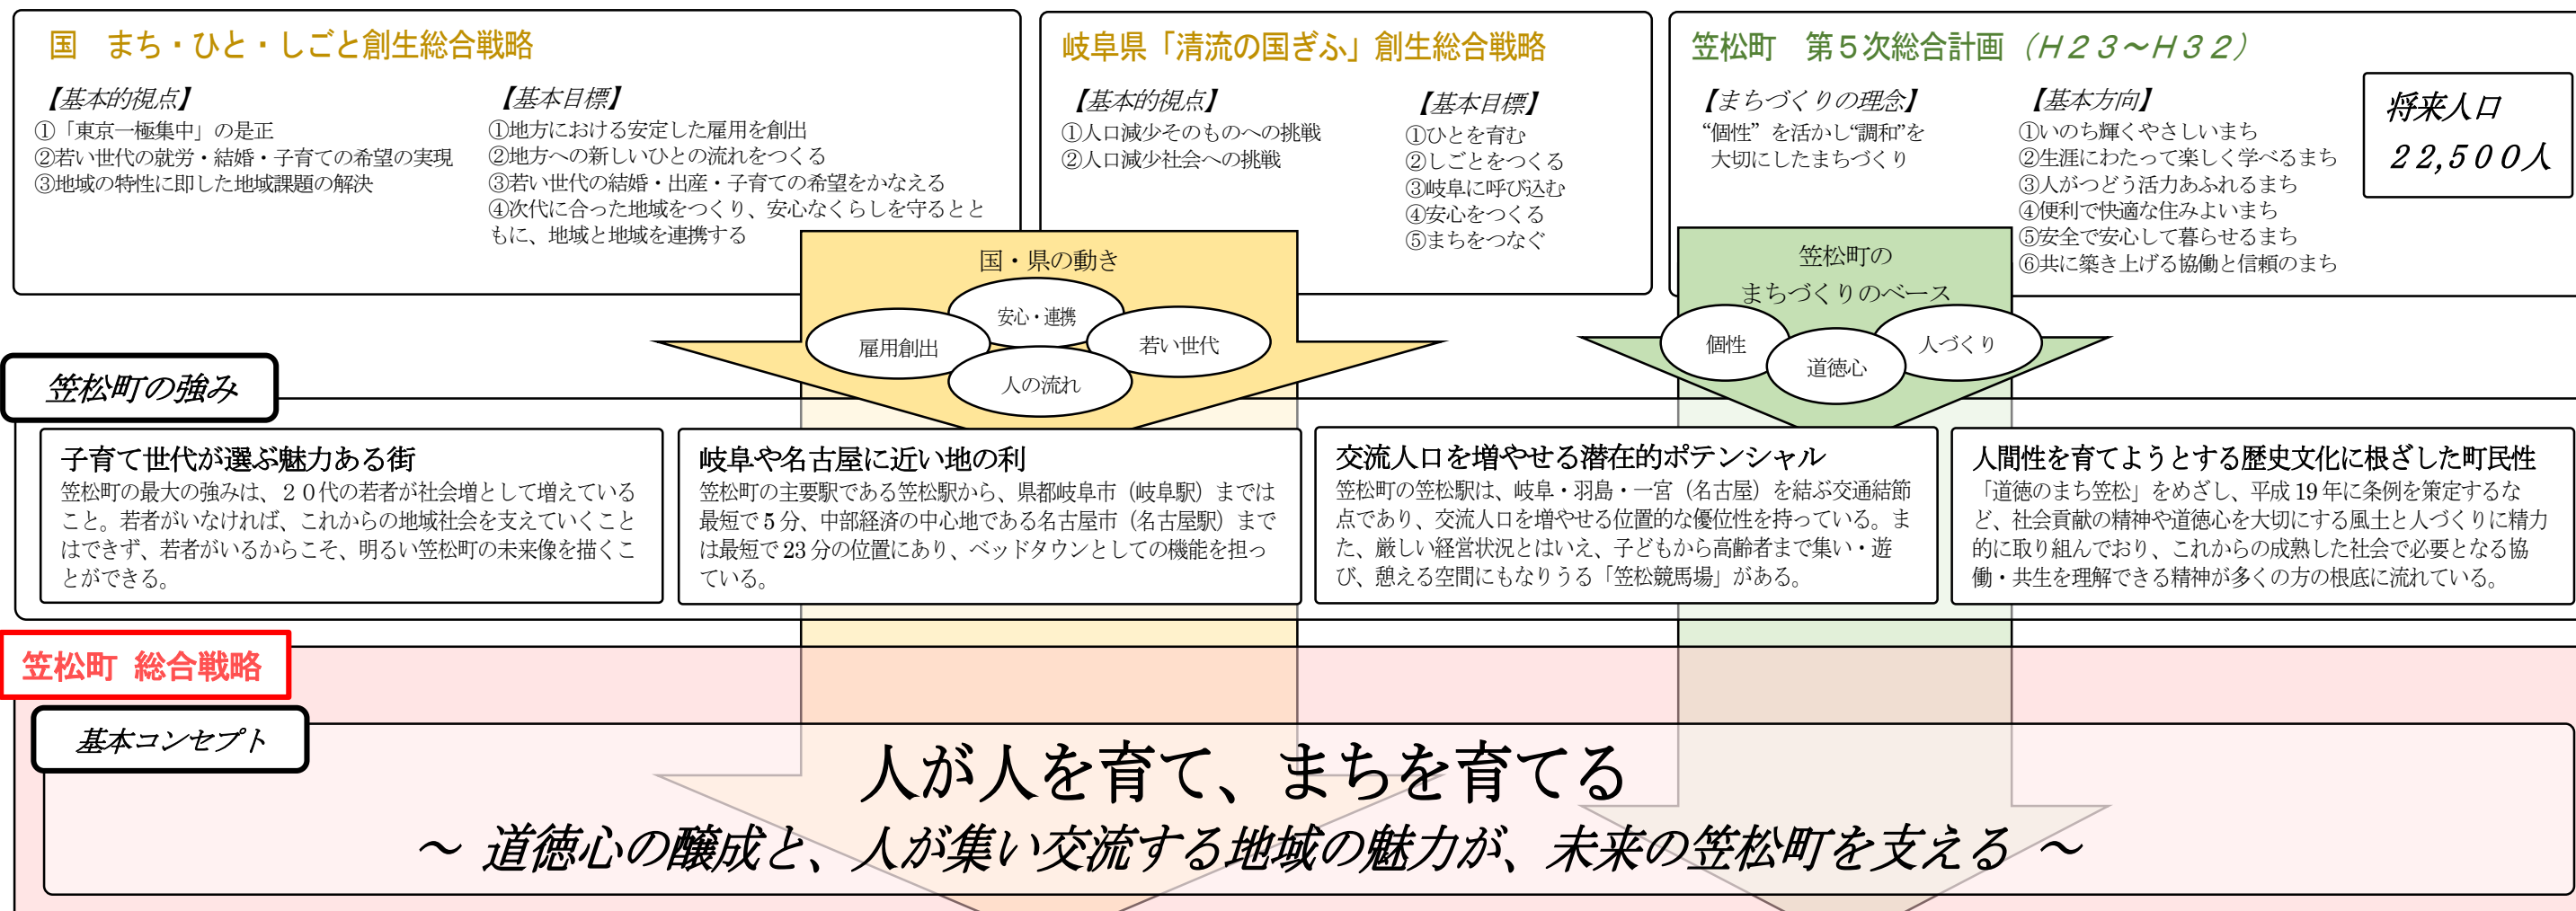 国　まち・ひと・しごと創生総合戦略
【基本的視点】
①「東京一極集中」の是正
②若い世代の就労・結婚・子育ての希望の実現
③地域の特性に即した地域課題の解決
【基本目標】
①地方における安定した雇用を創出
②地方への新しいひとの流れをつくる
③若い世代の結婚・出産・子育ての希望をかなえる
④次代に合った地域をつくり、安心なくらしを守るとと
もに、地域と地域を連携する
岐阜県「清流の国ぎふ」創生総合戦略
【基本的視点】
①人口減少そのものへの挑戦
②人口減少社会への挑戦
【基本目標】
①ひとを育む
②しごとをつくる
③岐阜に呼び込む
④安心をつくる
⑤まちをつなぐ
笠松町　第５次総合計画（Ｈ２３～Ｈ３２）
【まちづくりの理念】
“個性”を活かし“調和”を
大切にしたまちづくり
【基本方向】
①いのち輝くやさしいまち
②生涯にわたって楽しく学べるまち
③人がつどう活力あふれるまち
④便利で快適な住みよいまち
⑤安全で安心して暮らせるまち
⑥共に築き上げる協働と信頼のまち
将来人口
２２,５００人
国・県の動き
安心・連携
雇用創出
若い世代
人の流れ
笠松町の
まちづくりのベース
個性
人づくり
道徳心
笠松町の強み
子育て世代が選ぶ魅力ある街
笠松町の最大の強みは、２０代の若者が社会増として増えている
こと。若者がいなければ、これからの地域社会を支えていくこと
はできず、若者がいるからこそ、明るい笠松町の未来像を描くこ
とができる。
岐阜や名古屋に近い地の利
笠松町の主要駅である笠松駅から、県都岐阜市（岐阜駅）までは
最短で5分、中部経済の中心地である名古屋市（名古屋駅）まで
は最短で23分の位置にあり、ベッドタウンとしての機能を担っ
ている。
交流人口を増やせる潜在的ポテンシャル
笠松町の笠松駅は、岐阜・羽島・一宮（名古屋）を結ぶ交通結節
点であり、交流人口を増やせる位置的な優位性を持っている。ま
た、厳しい経営状況とはいえ、子どもから高齢者まで集い・遊
び、憩える空間にもなりうる「笠松競馬場」がある。
人間性を育てようとする歴史文化に根ざした町民性
「道徳のまち笠松」をめざし、平成19年に条例を策定するな
ど、社会貢献の精神や道徳心を大切にする風土と人づくりに精力
的に取り組んでおり、これからの成熟した社会で必要となる協
働・共生を理解できる精神が多くの方の根底に流れている。
笠松町 総合戦略
基本コンセプト
人が人を育て、まちを育てる
～ 道徳心の醸成と、人が集い交流する地域の魅力が、未来の笠松町を支える ～